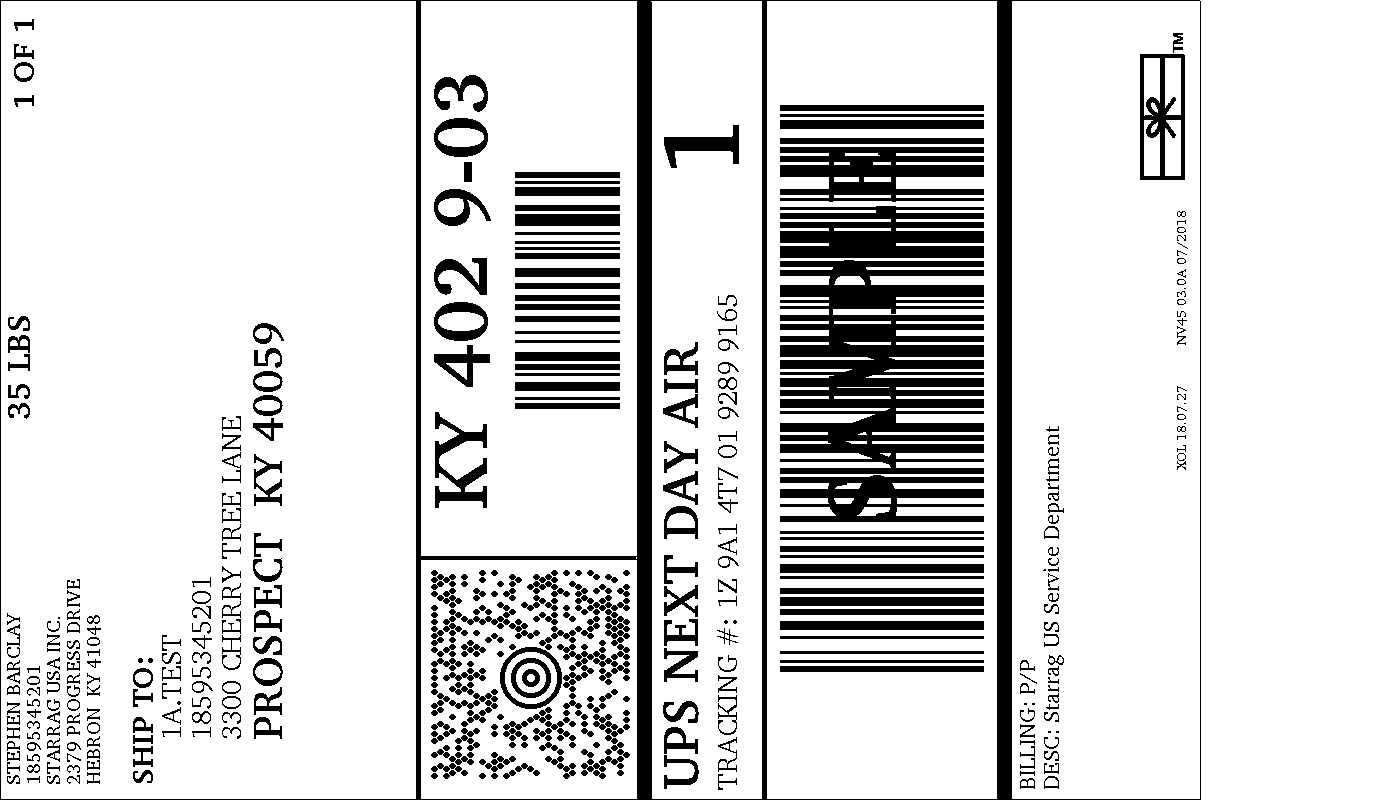 STEPHEN BARCLAY
18595345201
STARRAG USA INC.
2379 PROGRESS DRIVE
HEBRON KY 41048
35 LBS
1 OF 1
SHIP TO:
1A.TEST
18595345201
3300 CHERRY TREE LANE
PROSPECT KY 40059
KY 402 9-03
UPS NEXT DAY AIR
TRACKING #: 1Z 9A1 4T7 01 9289 9165
1
SAMPLE
BILLING: P/P
DESC: Starrag US Service Department
XOL 18.07.27 NV45 03.0A 07/2018
TM